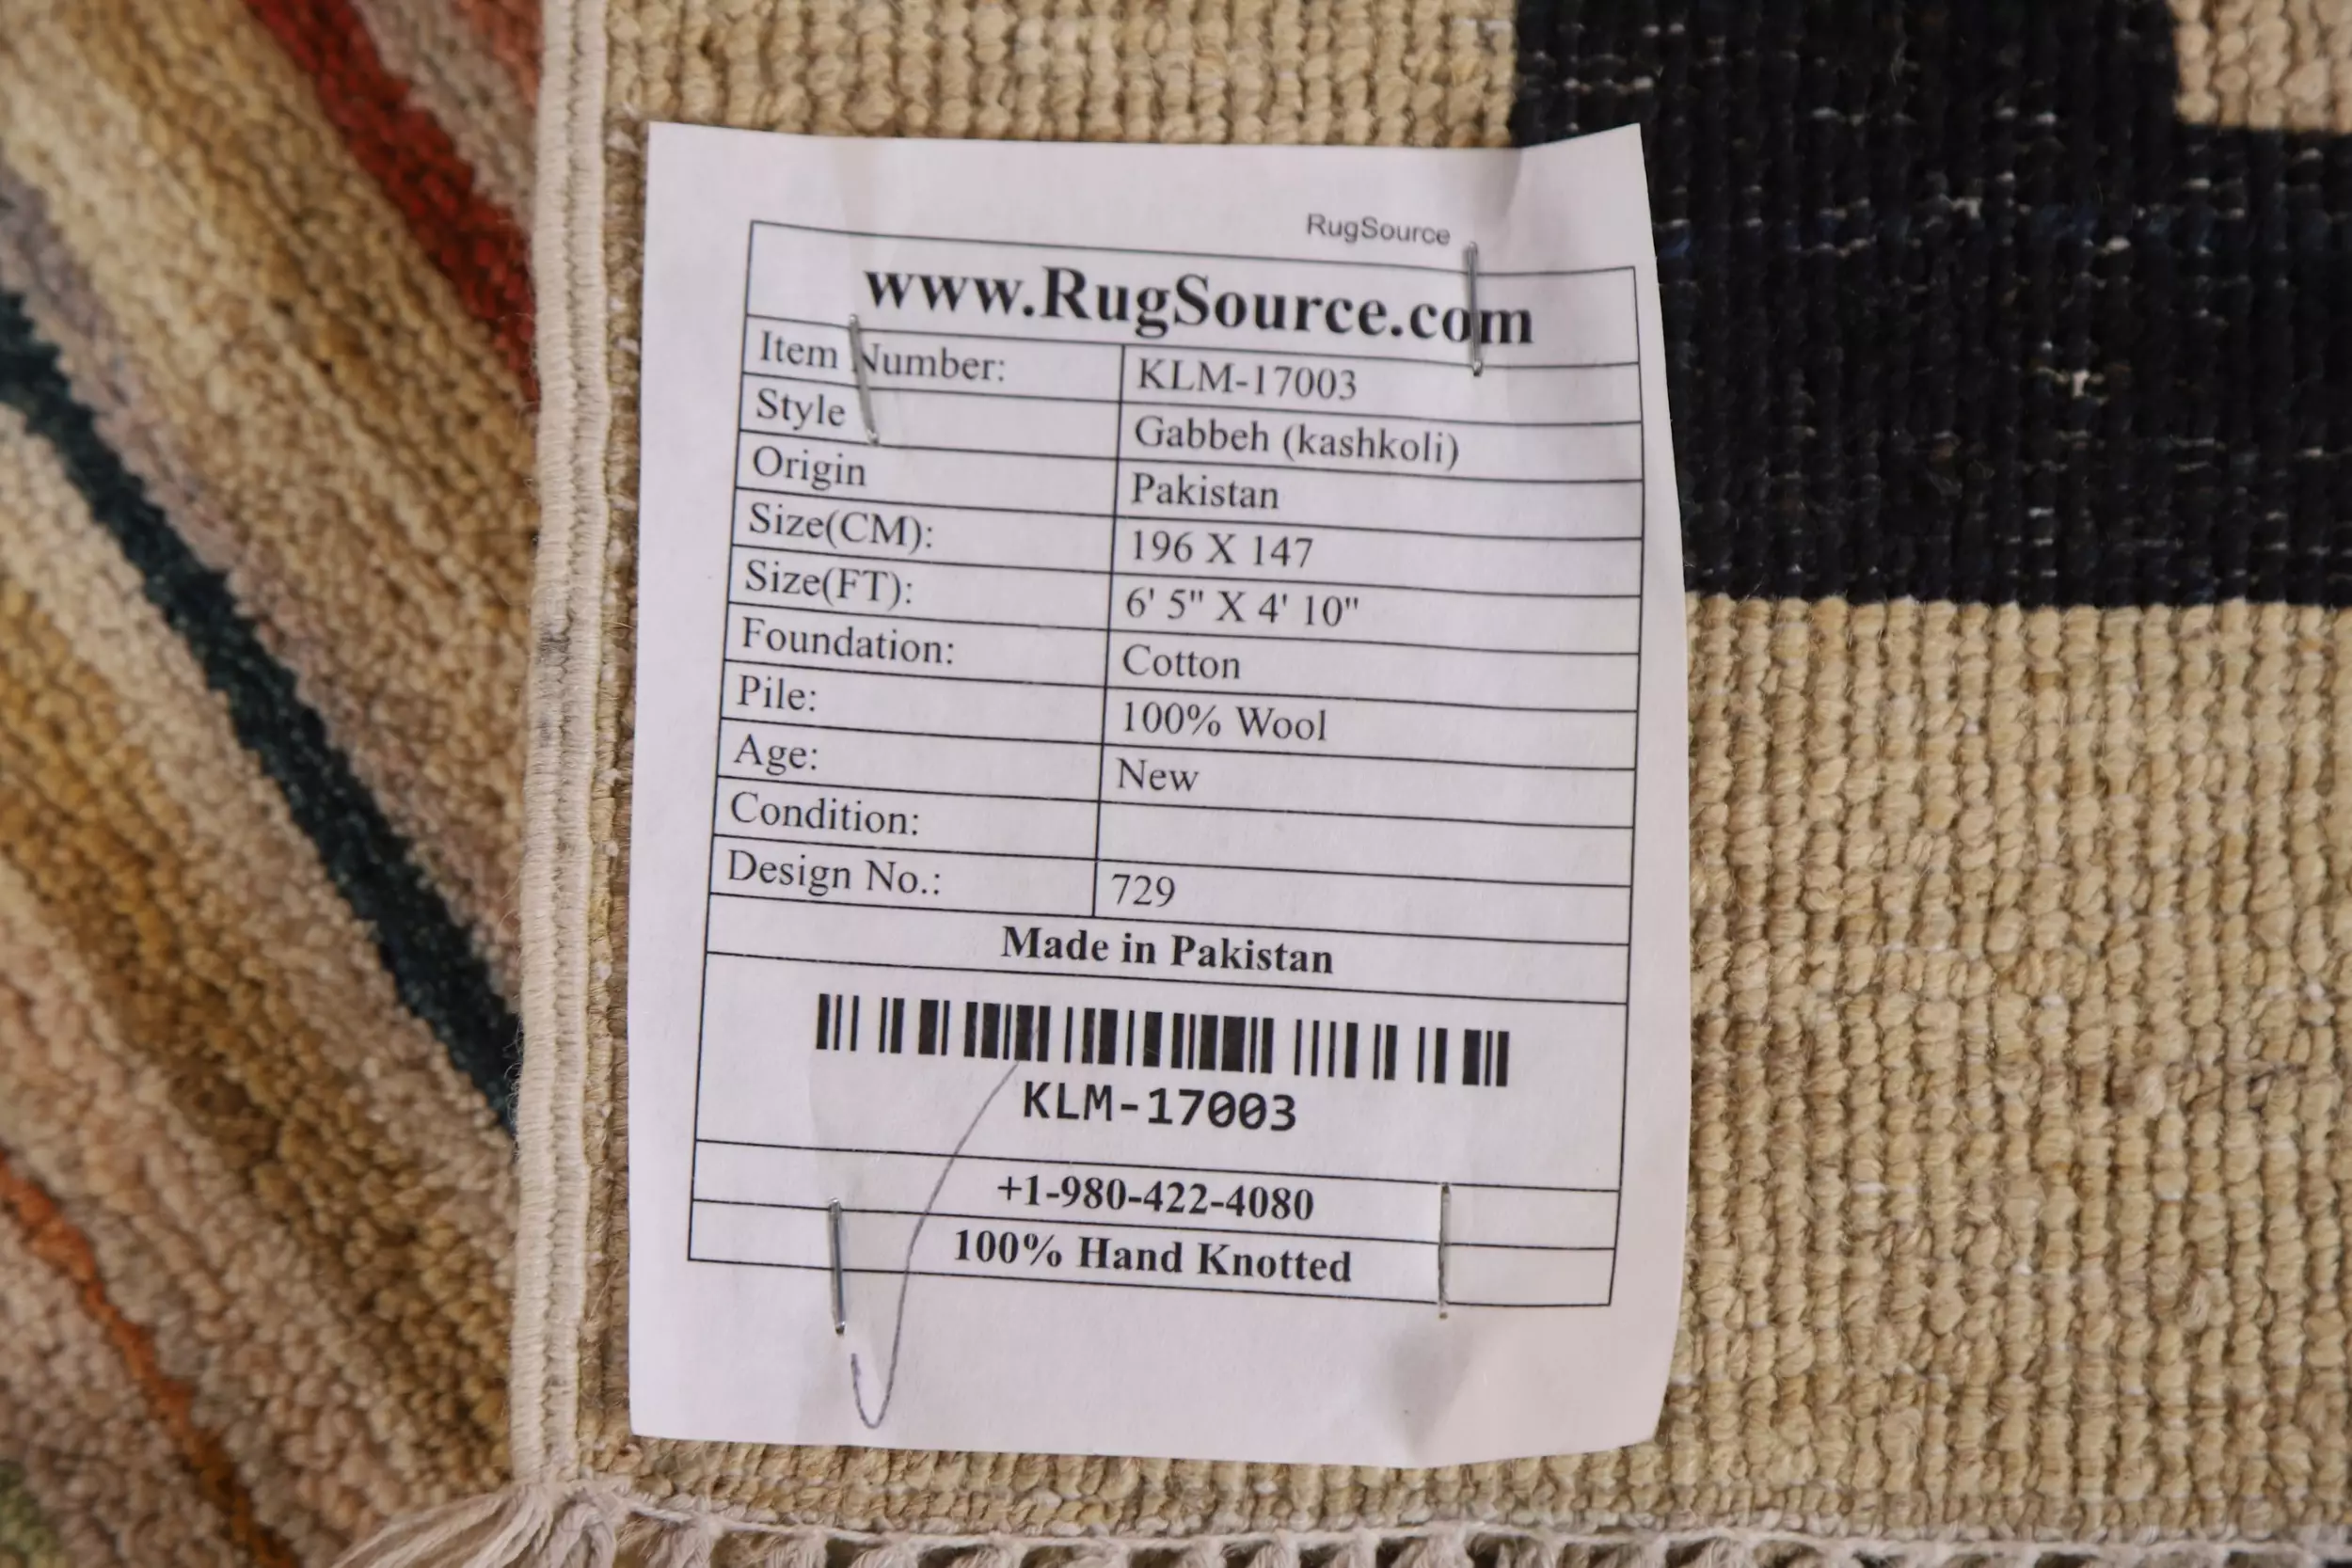 RugSource
www.RugSource.com
Item Number: KLM-17003
Style Gabbeh (kashkoli)
Origin Pakistan
Size(CM): 196 X 147
Size(FT): 6' 5" X 4' 10"
Foundation: Cotton
Pile: 100% Wool
Age: New
Condition:
Design No.: 729
Made in Pakistan
KLM-17003
+1-980-422-4080
100% Hand Knotted